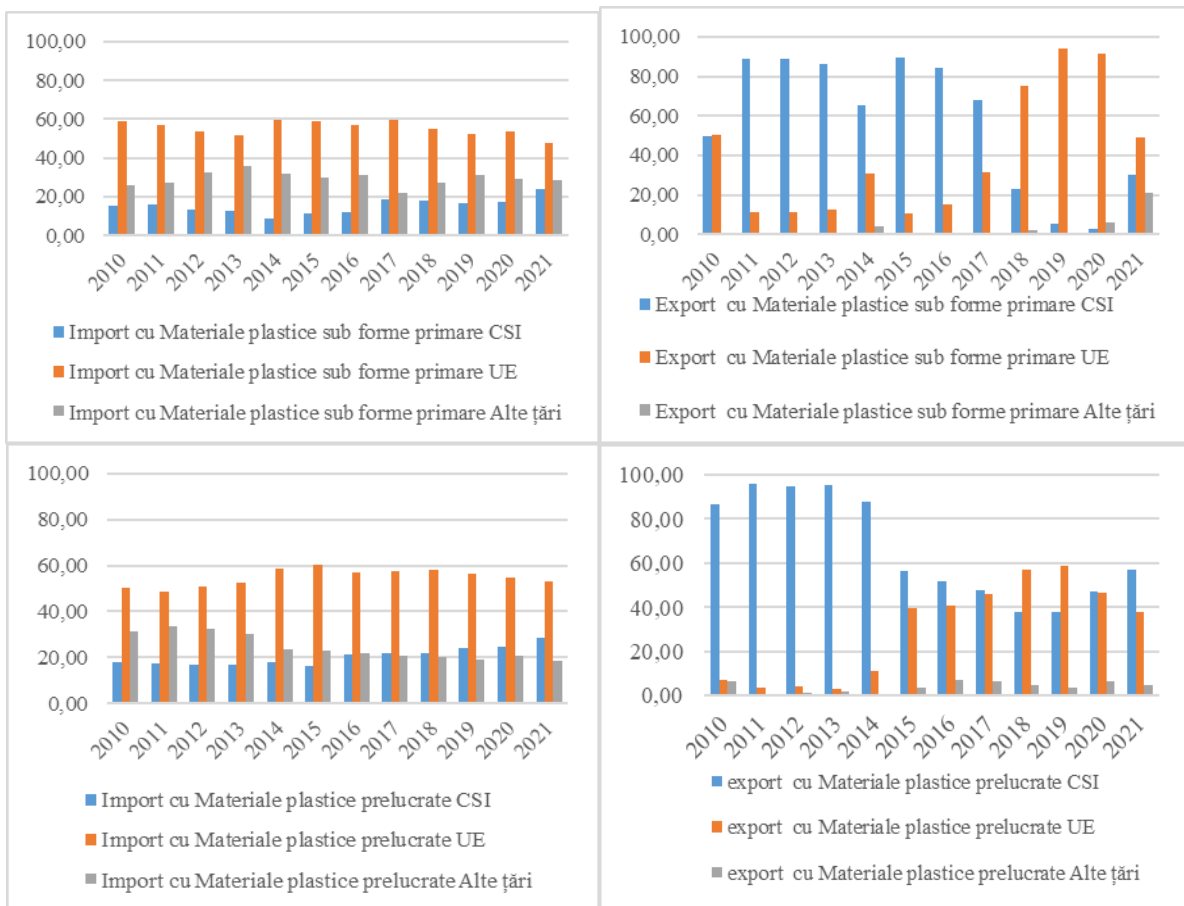 100,00
80,00
60,00
40,00
20,00
0,00
2010 2011 2012 2013 2014 2015 2016 2017 2018 2019 2020 2021
Import cu Materiale plastice sub forme primare CSI
Import cu Materiale plastice sub forme primare UE
Import cu Materiale plastice sub forme primare Alte țări
100,00
80,00
60,00
40,00
20,00
0,00
2010 2011 2012 2013 2014 2015 2016 2017 2018 2019 2020 2021
Export cu Materiale plastice sub forme primare CSI
Export cu Materiale plastice sub forme primare UE
Export cu Materiale plastice sub forme primare Alte țări
100,00
80,00
60,00
40,00
20,00
0,00
2010 2011 2012 2013 2014 2015 2016 2017 2018 2019 2020 2021
Import cu Materiale plastice prelucrate CSI
Import cu Materiale plastice prelucrate UE
Import cu Materiale plastice prelucrate Alte țări
100,00
80,00
60,00
40,00
20,00
0,00
2010 2011 2012 2013 2014 2015 2016 2017 2018 2019 2020 2021
export cu Materiale plastice prelucrate CSI
export cu Materiale plastice prelucrate UE
export cu Materiale plastice prelucrate Alte țări